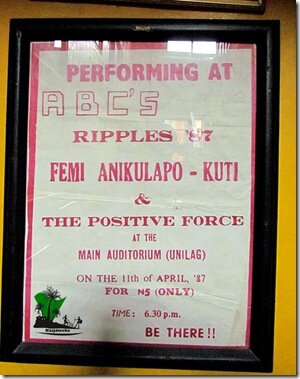 PERFORMING AT
ABC'S
RIPPLES '87
FEMI ANIKULAPO - KUTI
&
THE POSITIVE FORCE
AT THE
MAIN AUDITORIUM (UNILAG)
ON THE 11th of APRIL, '87
FOR ₦5 (ONLY)
TIME: 6.30 p.m.
BE THERE!!